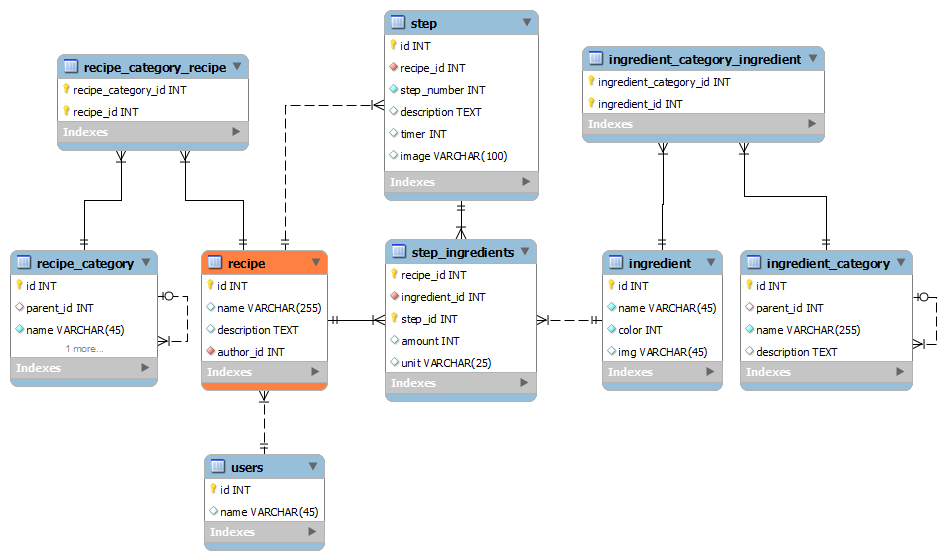 step
id INT
recipe_id INT
step_number INT
description TEXT
timer INT
image VARCHAR(100)
Indexes
recipe_category_recipe
recipe_category_id INT
recipe_id INT
Indexes
ingredient_category_ingredient
ingredient_category_id INT
ingredient_id INT
Indexes
recipe_category
id INT
parent_id INT
name VARCHAR(45)
1 more...
Indexes
recipe
id INT
name VARCHAR(255)
description TEXT
author_id INT
Indexes
step_ingredients
recipe_id INT
ingredient_id INT
step_id INT
amount INT
unit VARCHAR(25)
Indexes
ingredient
id INT
name VARCHAR(45)
color INT
img VARCHAR(45)
Indexes
ingredient_category
id INT
parent_id INT
name VARCHAR(255)
description TEXT
Indexes
users
id INT
name VARCHAR(45)
Indexes